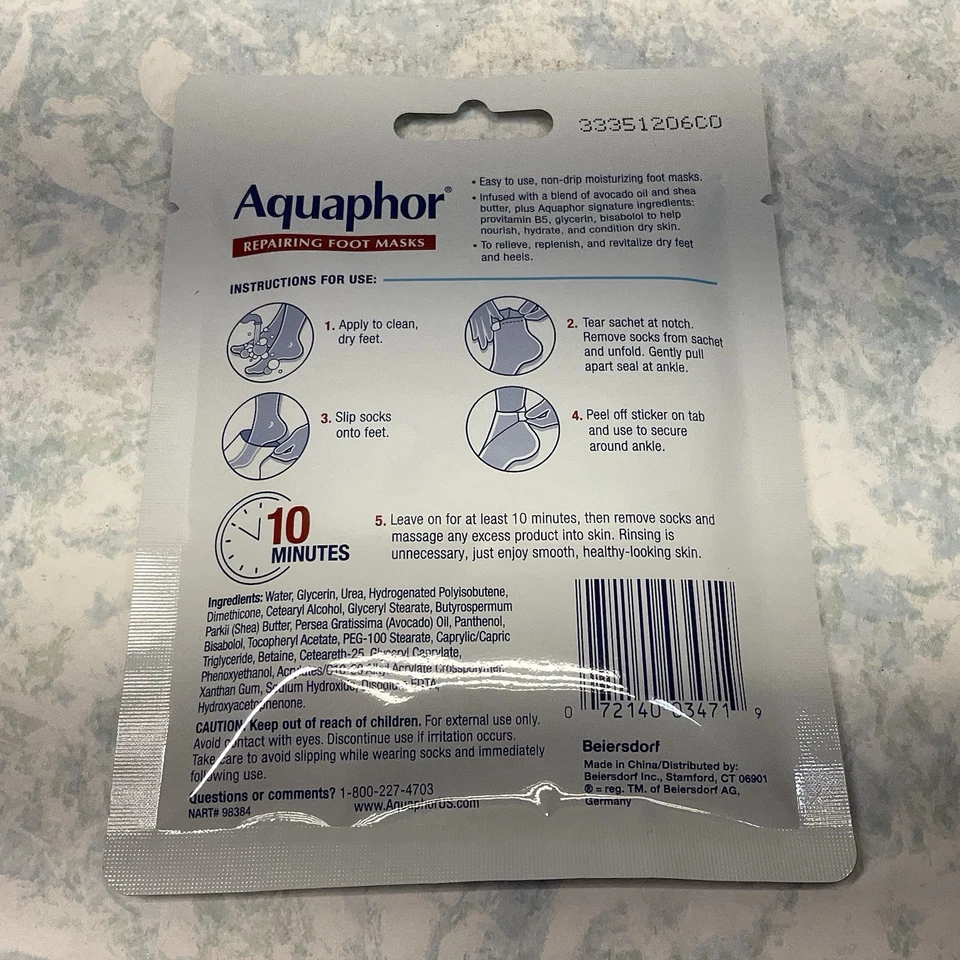 33351206C0
Aquaphor®
REPAIRING FOOT MASKS
• Easy to use, non-drip moisturizing foot masks.
• Infused with a blend of avocado oil and shea
butter, plus Aquaphor signature ingredients:
provitamin B5, glycerin, bisabolol to help
nourish, hydrate, and condition dry skin.
• To relieve, replenish, and revitalize dry feet
and heels.
INSTRUCTIONS FOR USE:
1. Apply to clean,
dry feet.
2. Tear sachet at notch.
Remove socks from sachet
and unfold. Gently pull
apart seal at ankle.
3. Slip socks
onto feet.
4. Peel off sticker on tab
and use to secure
around ankle.
10
MINUTES
5. Leave on for at least 10 minutes, then remove socks and
massage any excess product into skin. Rinsing is
unnecessary, just enjoy smooth, healthy-looking skin.
Ingredients: Water, Glycerin, Urea, Hydrogenated Polyisobutene,
Dimethicone, Cetearyl Alcohol, Glyceryl Stearate, Butyrospermum
Parkii (Shea) Butter, Persea Gratissima (Avocado) Oil, Panthenol,
Bisabolol, Tocopheryl Acetate, PEG-100 Stearate, Caprylic/Capric
Triglyceride, Betaine, Ceteareth-25, Glyceryl Caprylate,
Phenoxyethanol, Acrylates/C10-30 Alkyl Acrylate Crosspolymer,
Xanthan Gum, Sodium Hydroxide, Disodium EDTA,
Hydroxyacetophenone.
CAUTION: Keep out of reach of children. For external use only.
Avoid contact with eyes. Discontinue use if irritation occurs.
Take care to avoid slipping while wearing socks and immediately
following use.
Questions or comments? 1-800-227-4703
www.AquaphorUS.com
NART# 98384
0 72140 03471 9
Beiersdorf
Made in China/Distributed by:
Beiersdorf Inc., Stamford, CT 06901
® = reg. TM. of Beiersdorf AG,
Germany